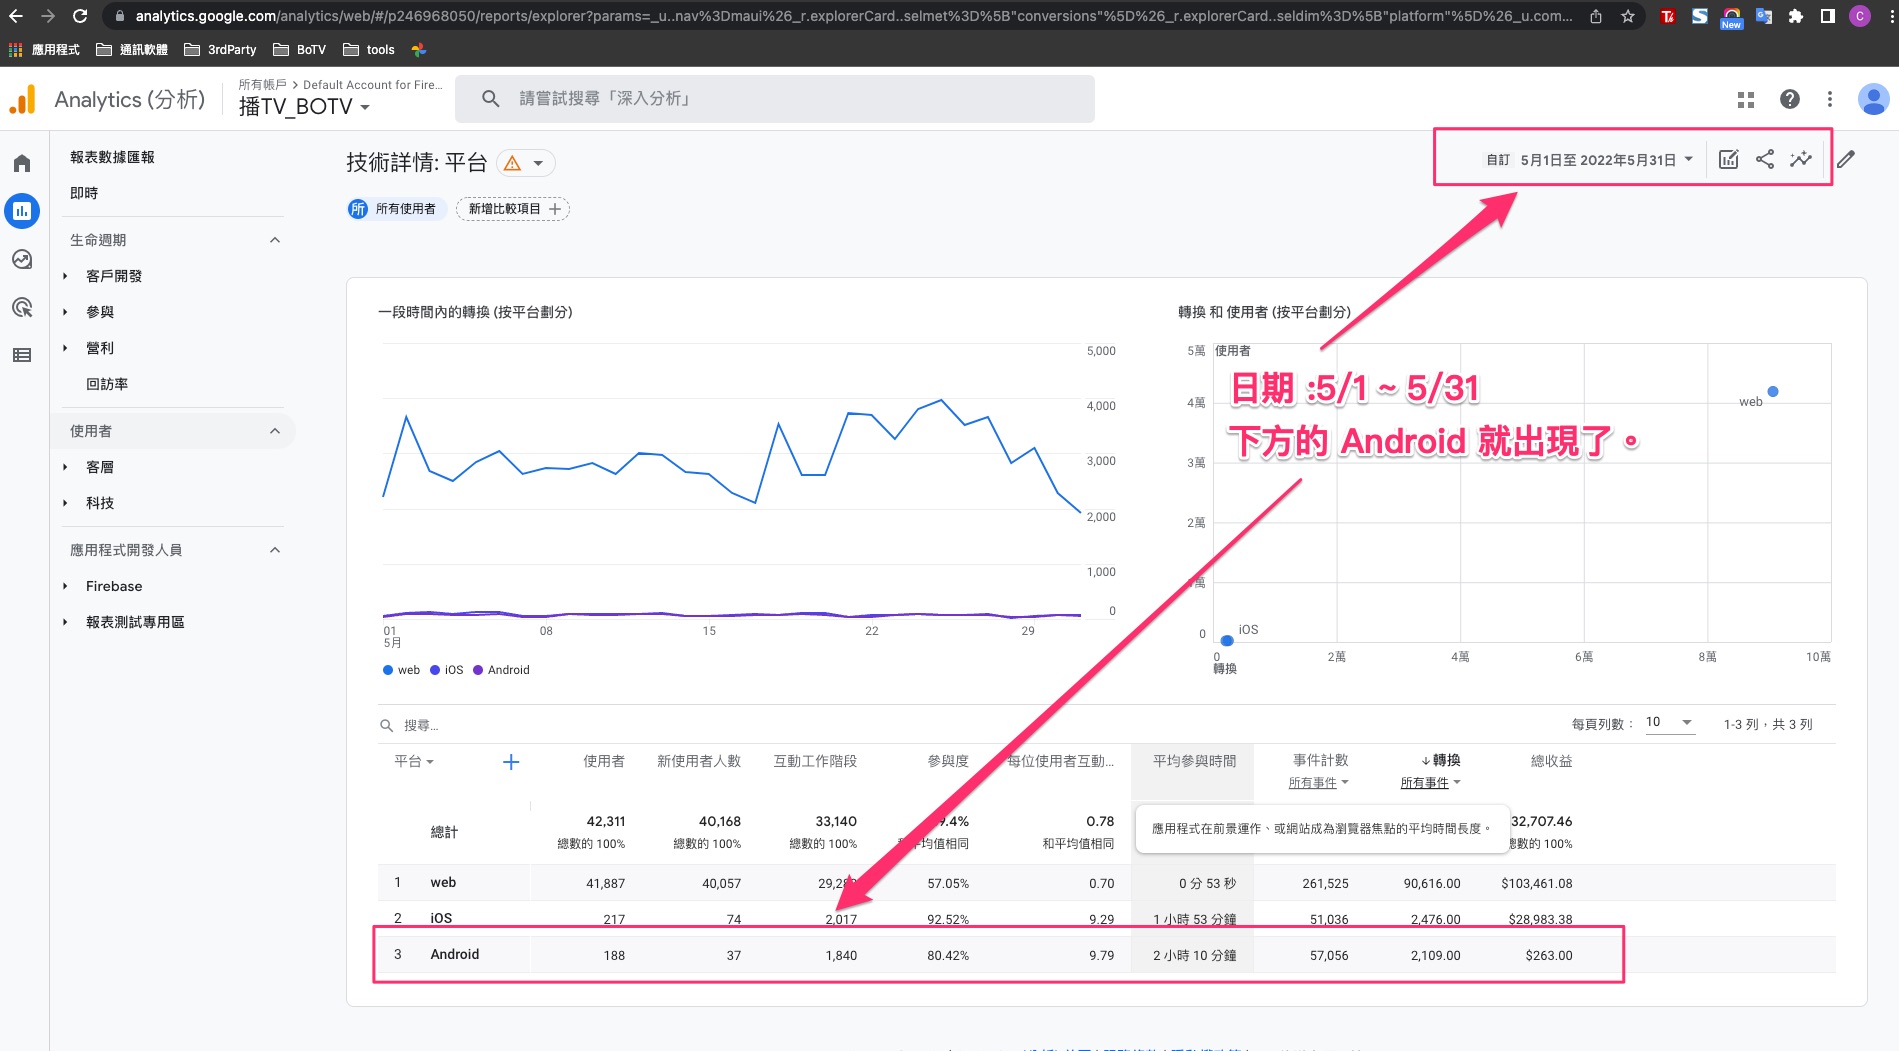 analytics.google.com/analytics/web/#/p246968050/reports/explorer?params=_u..nav%3Dmaui%26_r.explorerCard..selmet%3D%5B"conversions"%5D%26_r.explorerCard..seldim%3D%5B"platform"%5D%26_u.com...
New
C
應用程式 通訊軟體 3rdParty BoTV tools
Analytics (分析)
所有帳戶 > Default Account for Fire...
播TV_BOTV
請嘗試搜尋「深入分析」
報表數據匯報
即時
生命週期
客戶開發
參與
營利
回訪率
使用者
客層
科技
應用程式開發人員
Firebase
報表測試專用區
技術詳情: 平台
自訂 5月1日至 2022年5月31日
所 所有使用者 新增比較項目 +
一段時間內的轉換 (按平台劃分)
5,000
4,000
3,000
2,000
1,000
0
01
5月
08
15
22
29
web iOS Android
轉換 和 使用者 (按平台劃分)
5萬 使用者
4萬
3萬
2萬
0
web
iOS
0
轉換
2萬
4萬
6萬
8萬
10萬
日期 :5/1 ~ 5/31
下方的 Android 就出現了。
搜尋...
每頁列數: 10 1-3 列,共 3 列
平台 + 使用者 新使用者人數 互動工作階段 參與度 每位使用者互動... 平均參與時間 事件計數 ↓轉換 總收益
所有事件 所有事件
總計 42,311 40,168 33,140 0.78 32,707.46
總數的 100% 總數的 100% 總數的 100% 和平均值相同 總數的 100%
應用程式在前景運作、或網站成為瀏覽器焦點的平均時間長度。
1 web 41,887 40,057 57.05% 0.70 0 分 53 秒 261,525 90,616.00 $103,461.08
2 iOS 217 74 2,017 92.52% 9.29 1 小時 53 分鐘 51,036 2,476.00 $28,983.38
3 Android 188 37 1,840 80.42% 9.79 2 小時 10 分鐘 57,056 2,109.00 $263.00